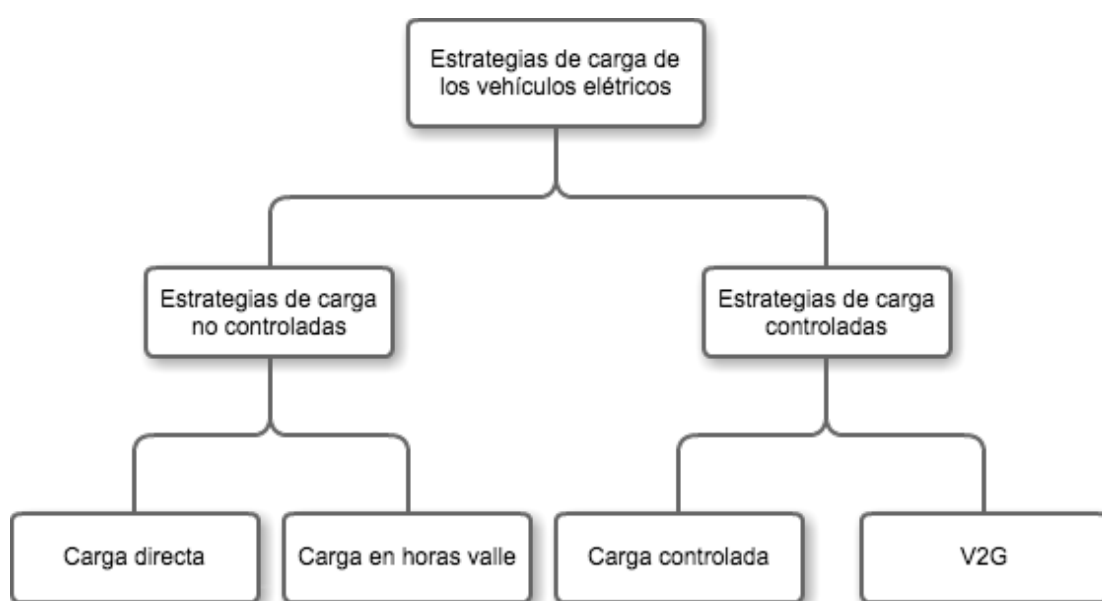 Estrategias de carga de
los vehículos elétricos
Estrategias de carga
no controladas
Estrategias de carga
controladas
Carga directa
Carga en horas valle
Carga controlada
V2G